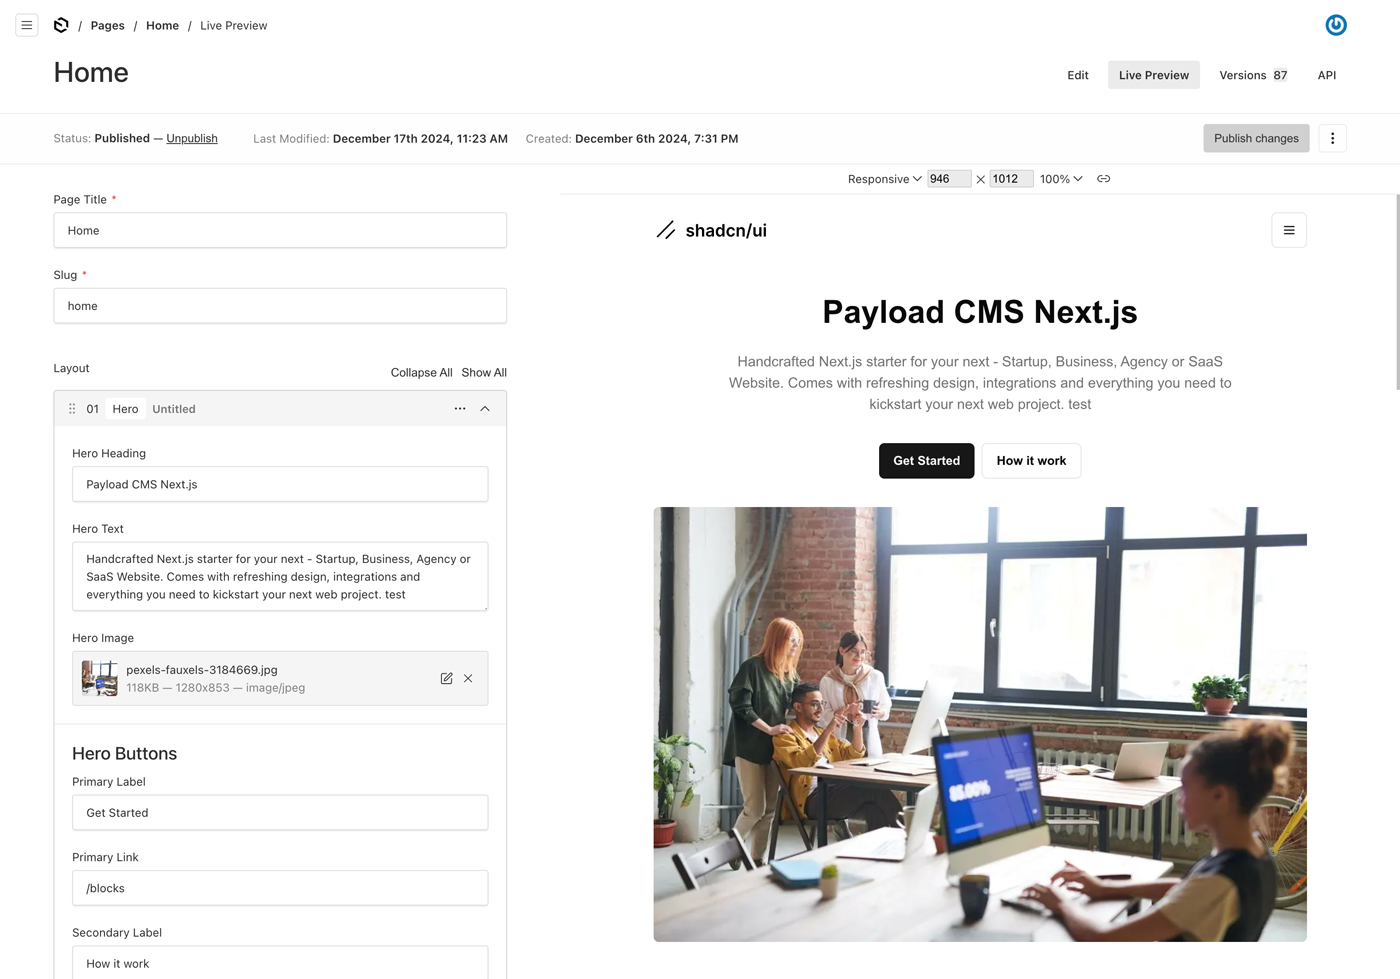 / Pages / Home / Live Preview
Home
Edit Live Preview Versions 87 API
Status: Published — Unpublish Last Modified: December 17th 2024, 11:23 AM Created: December 6th 2024, 7:31 PM Publish changes
Responsive 946 1012 100%
Page Title *
Home
Slug *
home
Layout Collapse All Show All
01 Hero Untitled
Hero Heading
Payload CMS Next.js
Hero Text
Handcrafted Next.js starter for your next - Startup, Business, Agency or
SaaS Website. Comes with refreshing design, integrations and
everything you need to kickstart your next web project. test
Hero Image
pexels-fauxels-3184669.jpg
118KB — 1280x853 — image/jpeg
Hero Buttons
Primary Label
Get Started
Primary Link
/blocks
Secondary Label
How it work
shadcn/ui
Payload CMS Next.js
Handcrafted Next.js starter for your next - Startup, Business, Agency or SaaS
Website. Comes with refreshing design, integrations and everything you need to
kickstart your next web project. test
Get Started How it work